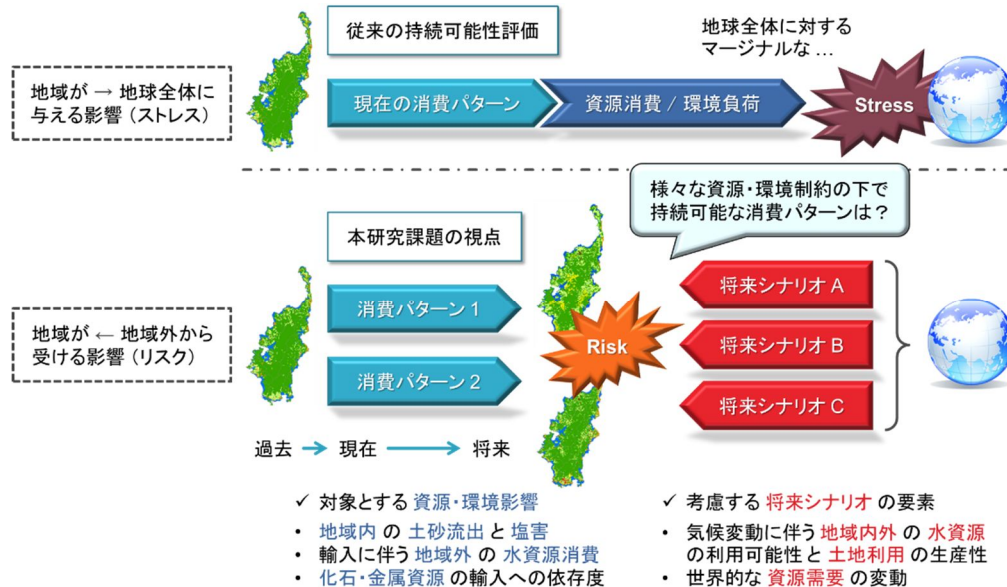 従来の持続可能性評価
地球全体に対する
マージナルな …
地域が → 地球全体に
与える影響 (ストレス)
現在の消費パターン
資源消費 / 環境負荷
Stress
様々な資源・環境制約の下で
持続可能な消費パターンは?
本研究課題の視点
地域が ← 地域外から
受ける影響 (リスク)
消費パターン 1
消費パターン 2
Risk
将来シナリオ A
将来シナリオ B
将来シナリオ C
過去 → 現在 → 将来
✓ 対象とする 資源・環境影響
• 地域内 の 土砂流出 と 塩害
• 輸入に伴う 地域外 の 水資源消費
• 化石・金属資源 の輸入への依存度
✓ 考慮する 将来シナリオ の要素
• 気候変動に伴う 地域内外 の 水資源
の利用可能性と 土地利用 の生産性
• 世界的な 資源需要 の変動